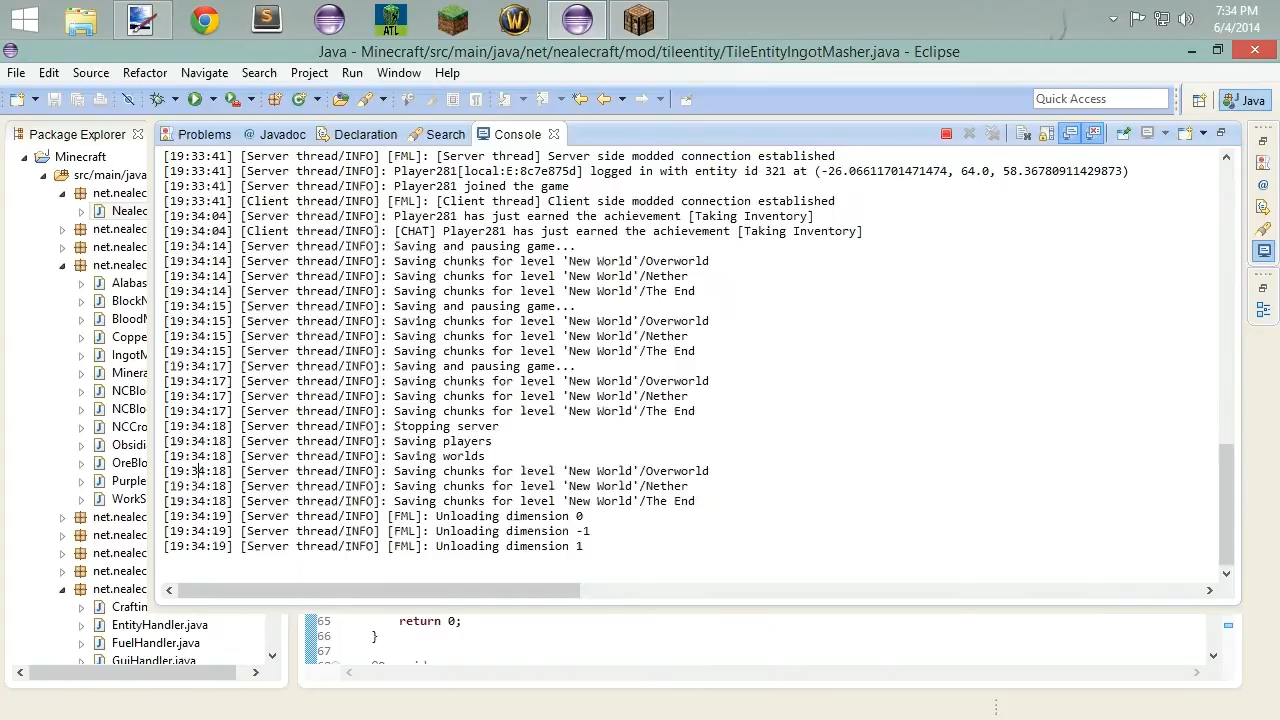 ATL
7:34 PM
6/4/2014
Java - Minecraft/src/main/java/net/nealecraft/mod/tileentity/TileEntityIngotMasher.java - Eclipse
File Edit Source Refactor Navigate Search Project Run Window Help
Quick Access
Java
Package Explorer
Problems Javadoc Declaration Search Console
Minecraft
src/main/java
net.nealec
Nealec
net.nealec
net.nealec
net.nealec
Alabas
BlockN
BloodM
Coppe
IngotM
Minera
NCBlo
NCBlo
NCCro
Obsidi
OreBlo
Purple
WorkS
net.nealec
net.nealec
net.nealec
net.nealec
net.nealec
Craftin
EntityHandler.java
FuelHandler.java
GuiHandler.java
[19:33:41] [Server thread/INFO] [FML]: [Server thread] Server side modded connection established
[19:33:41] [Server thread/INFO]: Player281[local:E:8c7e875d] logged in with entity id 321 at (-26.06611701471474, 64.0, 58.36780911429873)
[19:33:41] [Server thread/INFO]: Player281 joined the game
[19:33:41] [Client thread/INFO] [FML]: [Client thread] Client side modded connection established
[19:34:04] [Server thread/INFO]: Player281 has just earned the achievement [Taking Inventory]
[19:34:04] [Client thread/INFO]: [CHAT] Player281 has just earned the achievement [Taking Inventory]
[19:34:14] [Server thread/INFO]: Saving and pausing game...
[19:34:14] [Server thread/INFO]: Saving chunks for level 'New World'/Overworld
[19:34:14] [Server thread/INFO]: Saving chunks for level 'New World'/Nether
[19:34:14] [Server thread/INFO]: Saving chunks for level 'New World'/The End
[19:34:15] [Server thread/INFO]: Saving and pausing game...
[19:34:15] [Server thread/INFO]: Saving chunks for level 'New World'/Overworld
[19:34:15] [Server thread/INFO]: Saving chunks for level 'New World'/Nether
[19:34:15] [Server thread/INFO]: Saving chunks for level 'New World'/The End
[19:34:17] [Server thread/INFO]: Saving and pausing game...
[19:34:17] [Server thread/INFO]: Saving chunks for level 'New World'/Overworld
[19:34:17] [Server thread/INFO]: Saving chunks for level 'New World'/Nether
[19:34:17] [Server thread/INFO]: Saving chunks for level 'New World'/The End
[19:34:18] [Server thread/INFO]: Stopping server
[19:34:18] [Server thread/INFO]: Saving players
[19:34:18] [Server thread/INFO]: Saving worlds
[19:34:18] [Server thread/INFO]: Saving chunks for level 'New World'/Overworld
[19:34:18] [Server thread/INFO]: Saving chunks for level 'New World'/Nether
[19:34:18] [Server thread/INFO]: Saving chunks for level 'New World'/The End
[19:34:19] [Server thread/INFO] [FML]: Unloading dimension 0
[19:34:19] [Server thread/INFO] [FML]: Unloading dimension -1
[19:34:19] [Server thread/INFO] [FML]: Unloading dimension 1
65 return 0;
66 }
67